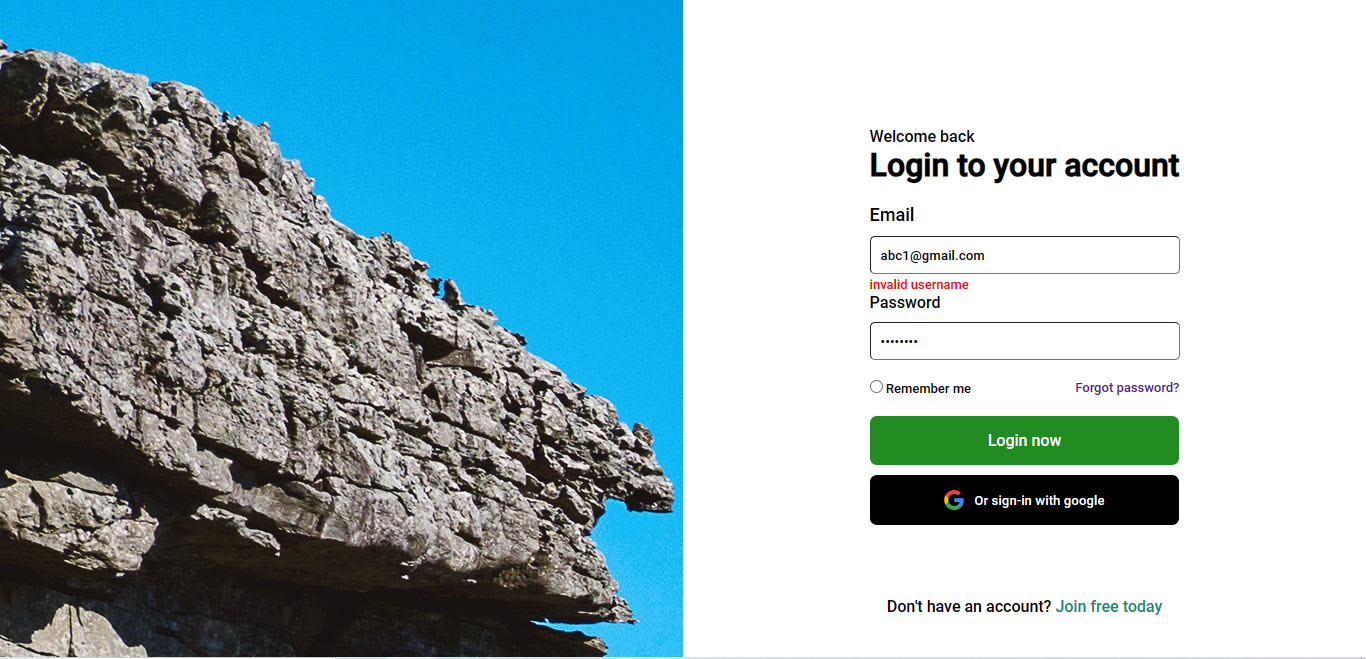 Welcome back
Login to your account
Email
abc1@gmail.com
invalid username
Password
••••••••
Remember me Forgot password?
Login now
Or sign-in with google
Don't have an account? Join free today